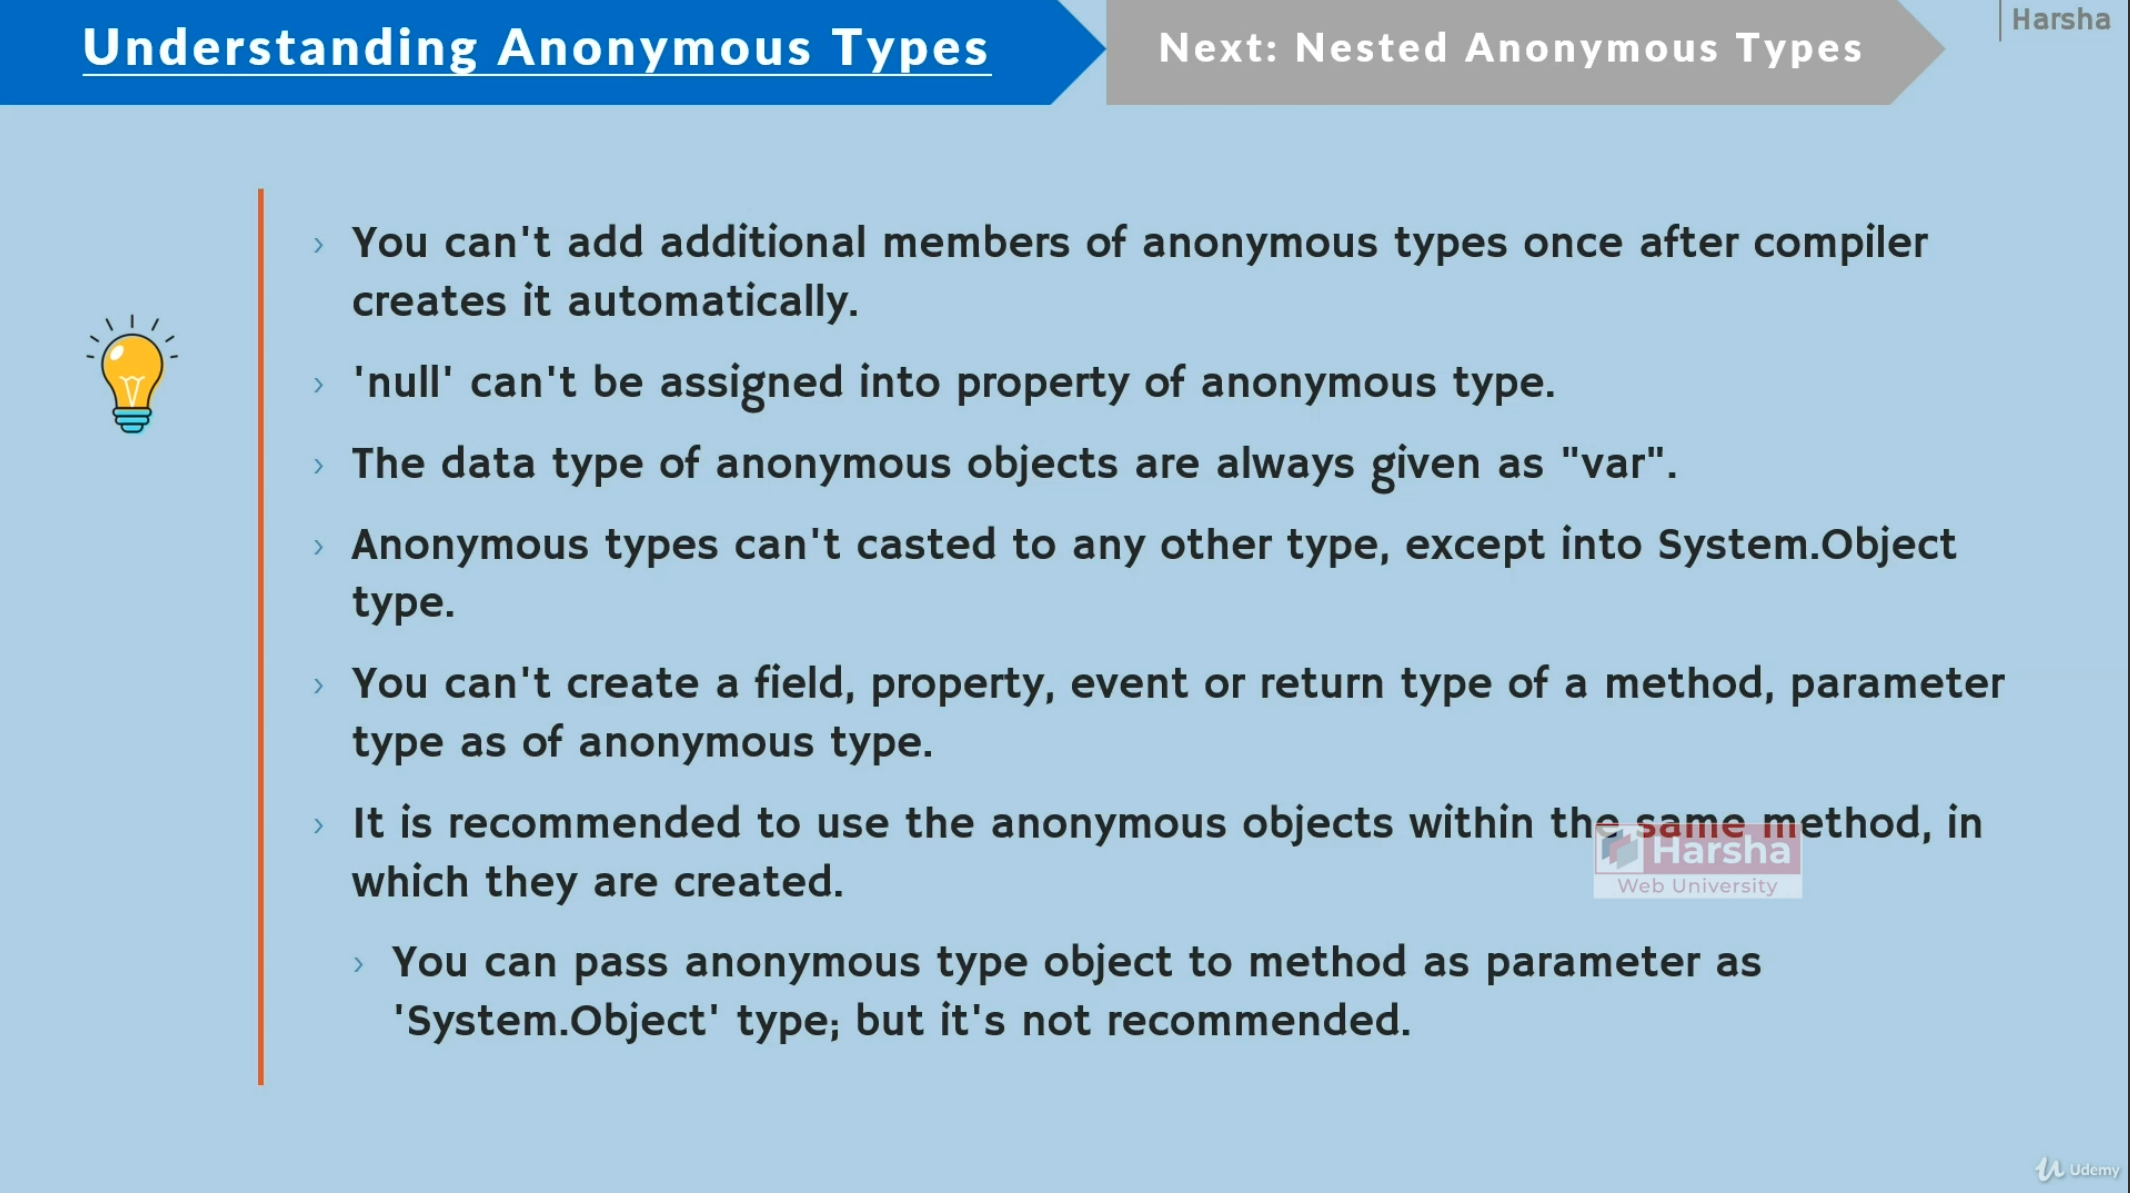 Understanding Anonymous Types
Next: Nested Anonymous Types
Harsha
You can't add additional members of anonymous types once after compiler
creates it automatically.
'null' can't be assigned into property of anonymous type.
The data type of anonymous objects are always given as "var".
Anonymous types can't casted to any other type, except into System.Object
type.
You can't create a field, property, event or return type of a method, parameter
type as of anonymous type.
It is recommended to use the anonymous objects within the same method, in
which they are created.
Harsha
Web University
You can pass anonymous type object to method as parameter as
'System.Object' type; but it's not recommended.
Udemy